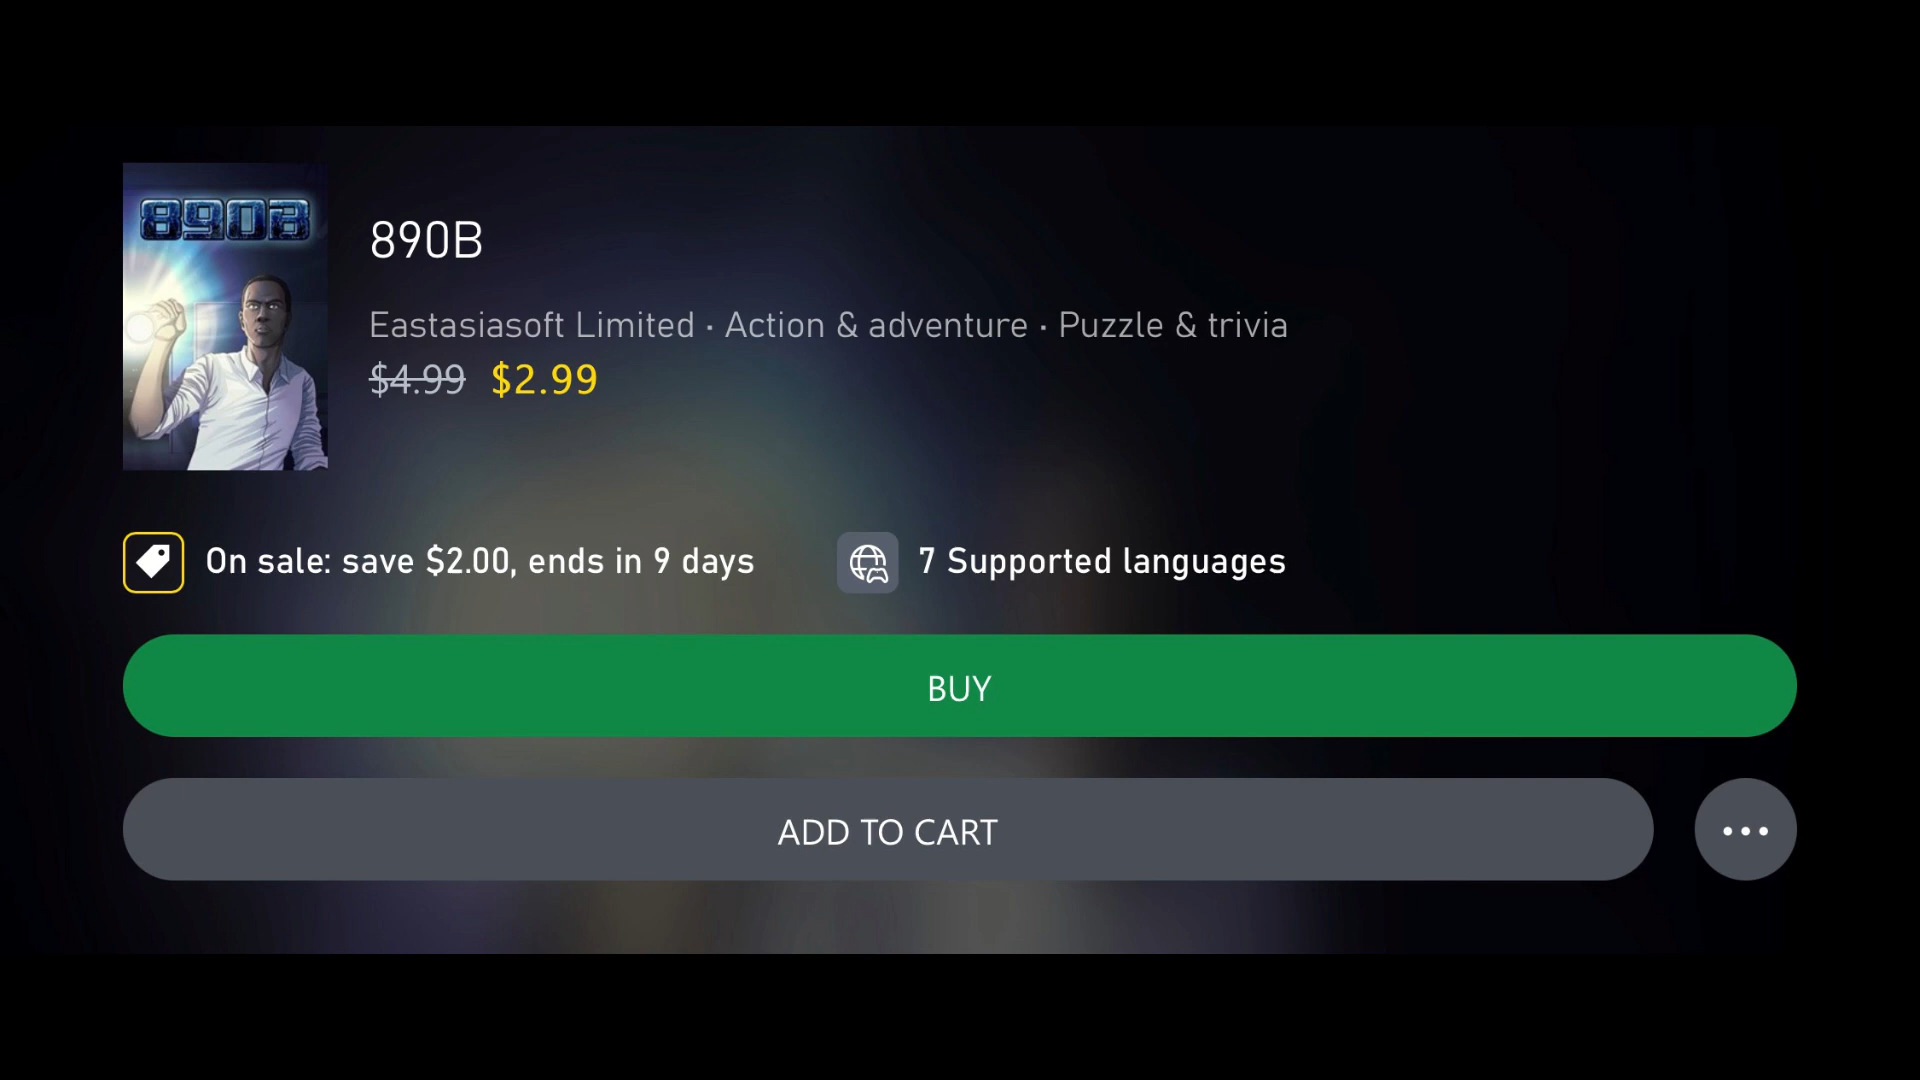 890B
890B
Eastasiasoft Limited · Action & adventure · Puzzle & trivia
$4.99 $2.99
On sale: save $2.00, ends in 9 days
7 Supported languages
BUY
ADD TO CART